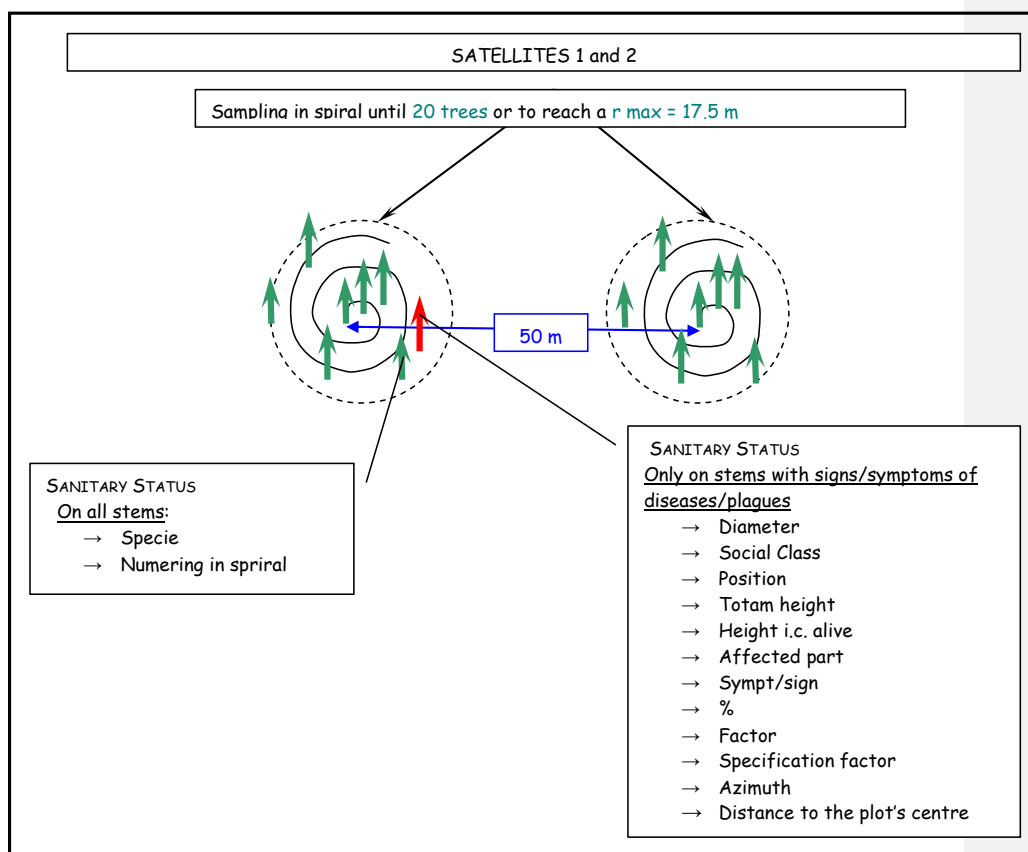 SATELLITES 1 and 2
Sampling in spiral until 20 trees or to reach a r max = 17,5 m
50 m
SANITARY STATUS
On all stems:
→ Specie
→ Numering in spriral
SANITARY STATUS
Only on stems with signs/symptoms of
diseases/plagues
→ Diameter
→ Social Class
→ Position
→ Totam height
→ Height i.c. alive
→ Affected part
→ Sympt/sign
→ %
→ Factor
→ Specification factor
→ Azimuth
→ Distance to the plot's centre